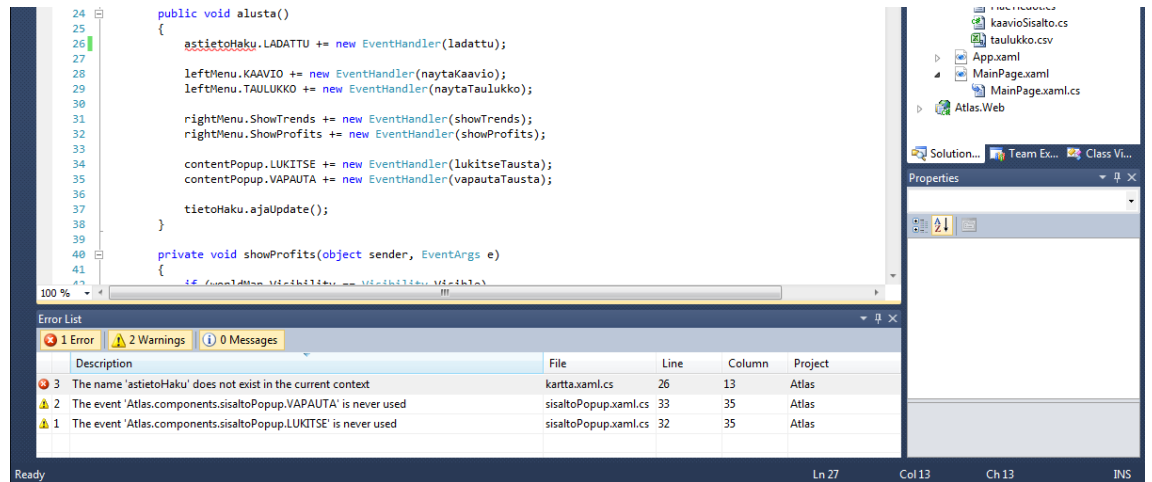 24 public void alusta()
25 {
26 astietoHaku.LADATTU += new EventHandler(ladattu);
27
28 leftMenu.KAAVIO += new EventHandler(naytaKaavio);
29 leftMenu.TAULUKKO += new EventHandler(naytaTaulukko);
30
31 rightMenu.ShowTrends += new EventHandler(showTrends);
32 rightMenu.ShowProfits += new EventHandler(showProfits);
33
34 contentPopup.LUKITSE += new EventHandler(lukitseTausta);
35 contentPopup.VAPAUTA += new EventHandler(vapautaTausta);
36
37 tietoHaku.ajaUpdate();
38 }
39
40 private void showProfits(object sender, EventArgs e)
41 {
if (worldMap.Visibility == Visibility.Visible)
100 %
kaavioSisalto.cs
taulukko.csv
App.xaml
MainPage.xaml
MainPage.xaml.cs
Atlas.Web
Solution... Team Ex... Class Vi...
Properties
Error List
1 Error 2 Warnings 0 Messages
Description File Line Column Project
3 The name 'astietoHaku' does not exist in the current context kartta.xaml.cs 26 13 Atlas
2 The event 'Atlas.components.sisaltoPopup.VAPAUTA' is never used sisaltoPopup.xaml.cs 33 35 Atlas
1 The event 'Atlas.components.sisaltoPopup.LUKITSE' is never used sisaltoPopup.xaml.cs 32 35 Atlas
Ready Ln 27 Col 13 Ch 13 INS